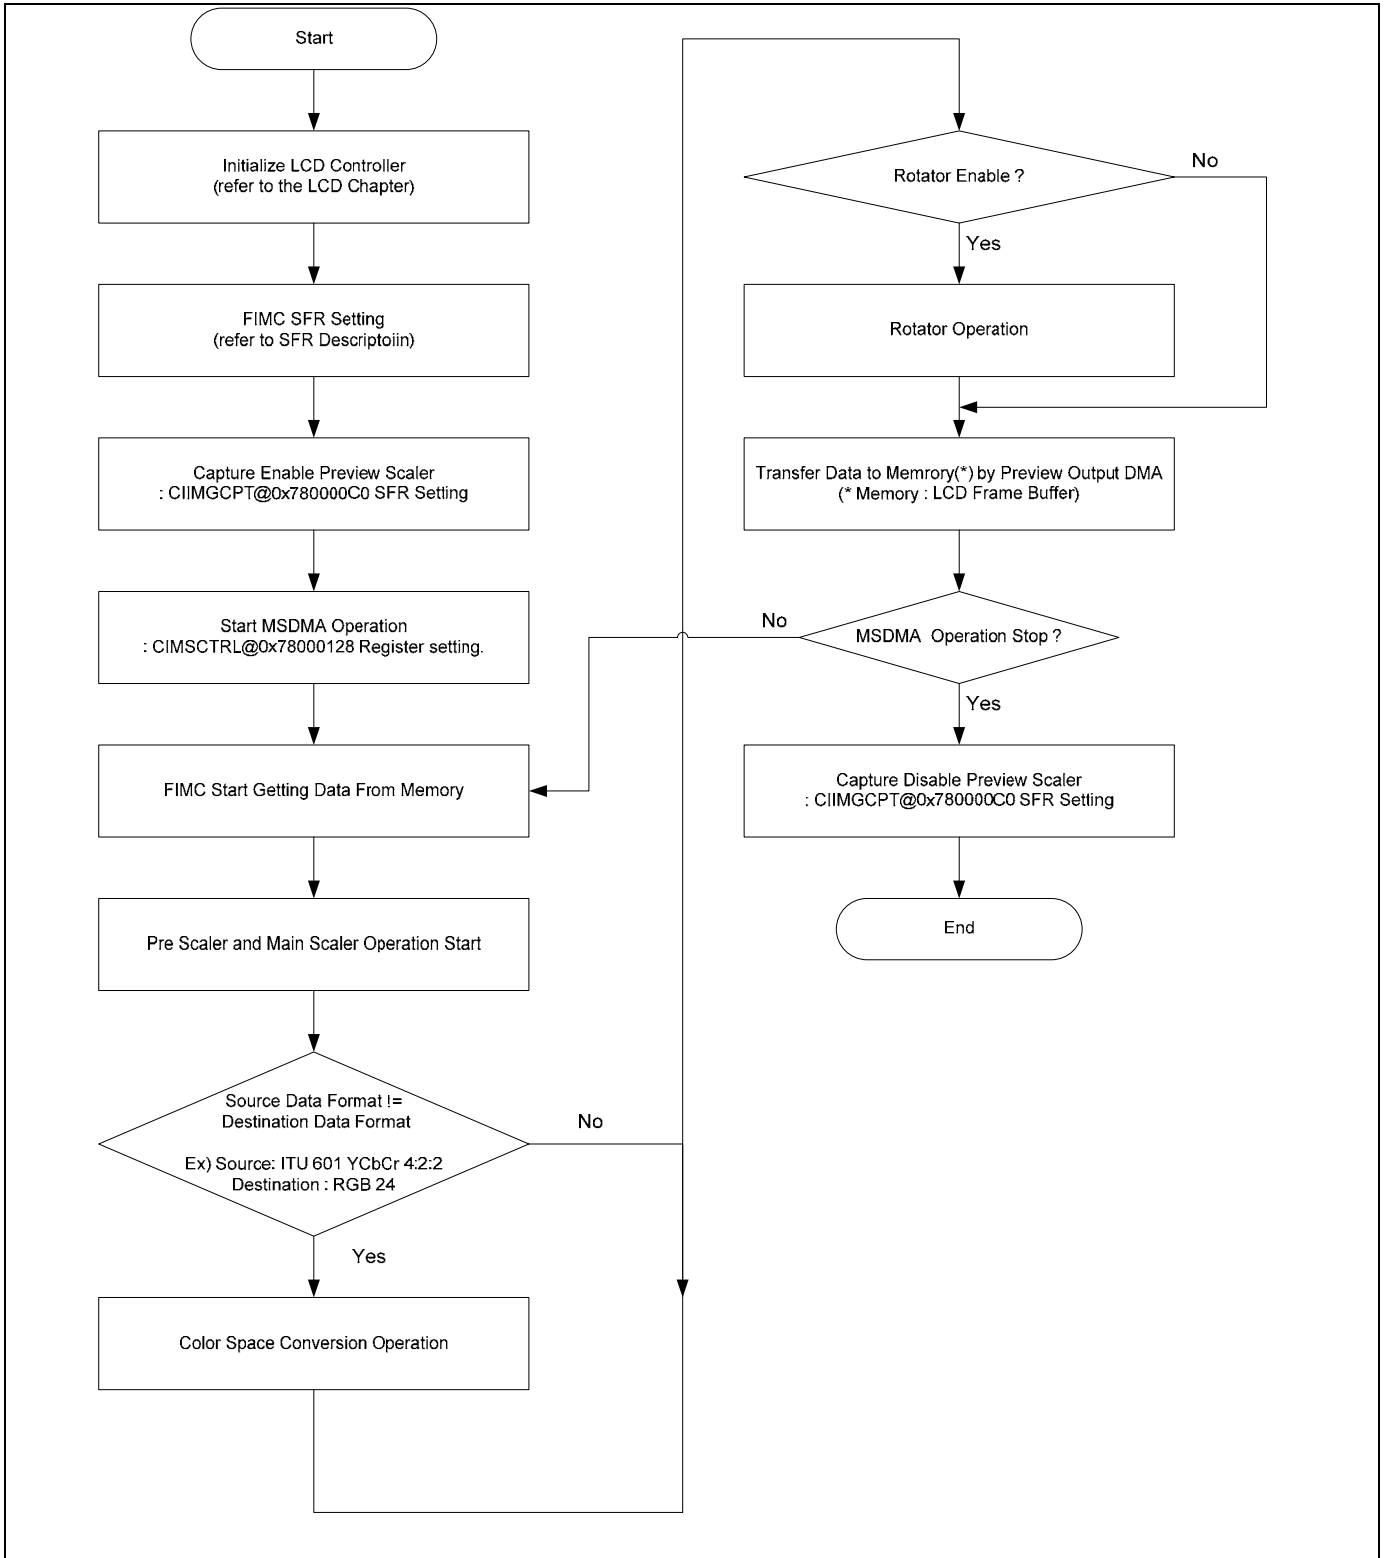 Start
Initialize LCD Controller
(refer to the LCD Chapter)
FIMC SFR Setting
(refer to SFR Descriptoiin)
Capture Enable Preview Scaler
: CIIMGCPT@0x780000C0 SFR Setting
Start MSDMA Operation
: CIMSCTRL@0x78000128 Register setting.
FIMC Start Getting Data From Memory
Pre Scaler and Main Scaler Operation Start
Source Data Format !=
Destination Data Format
Ex) Source: ITU 601 YCbCr 4:2:2
Destination : RGB 24
No
Yes
Color Space Conversion Operation
Rotator Enable ?
No
Yes
Rotator Operation
Transfer Data to Memrory(*) by Preview Output DMA
(* Memory : LCD Frame Buffer)
No
MSDMA Operation Stop ?
Yes
Capture Disable Preview Scaler
: CIIMGCPT@0x780000C0 SFR Setting
End